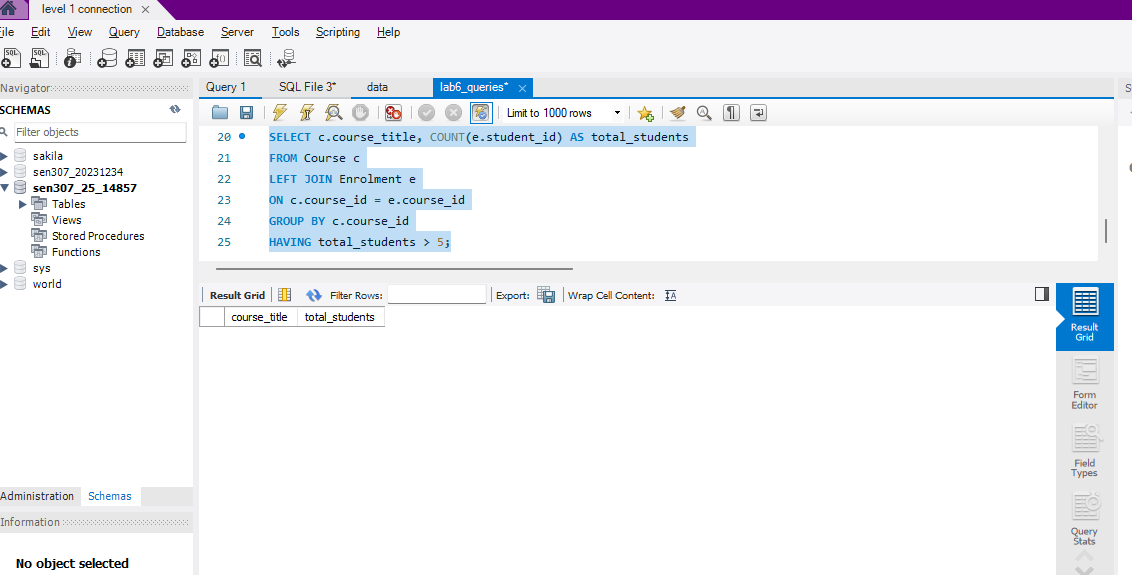 level 1 connection
ile Edit View Query Database Server Tools Scripting Help
SQL SQL
Navigator
SCHEMAS
Filter objects
sakila
sen307_20231234
sen307_25_14857
Tables
Views
Stored Procedures
Functions
sys
world
Administration Schemas
Information
No object selected
Query 1 SQL File 3* data lab6_queries* S
Limit to 1000 rows
20 SELECT c.course_title, COUNT(e.student_id) AS total_students
21 FROM Course c
22 LEFT JOIN Enrolment e
23 ON c.course_id = e.course_id
24 GROUP BY c.course_id
25 HAVING total_students > 5;
Result Grid Filter Rows: Export: Wrap Cell Content: IA
course_title total_students
Result
Grid
Form
Editor
Field
Types
Query
Stats